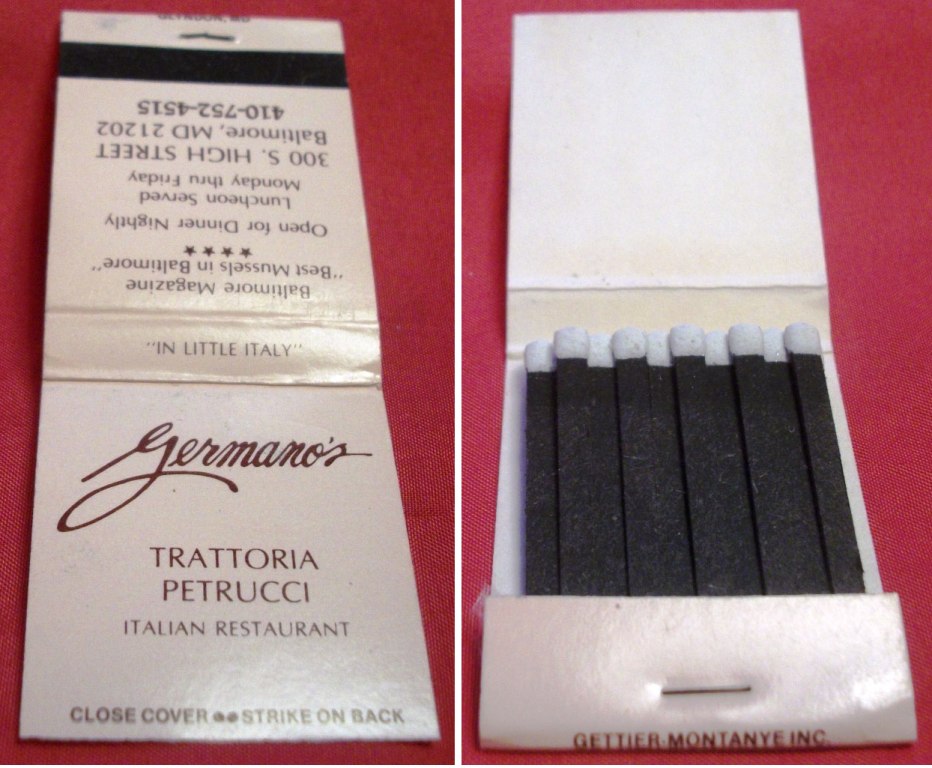 GLYNDON, MD
410-752-4515
Baltimore, MD 21202
300 S. HIGH STREET
Monday thru Friday
Luncheon Served
Open for Dinner Nightly
★★★★
"Best Mussels in Baltimore"
Baltimore Magazine
"IN LITTLE ITALY"
Germano's
TRATTORIA
PETRUCCI
ITALIAN RESTAURANT
CLOSE COVER STRIKE ON BACK
GETTIER-MONTANYE INC.